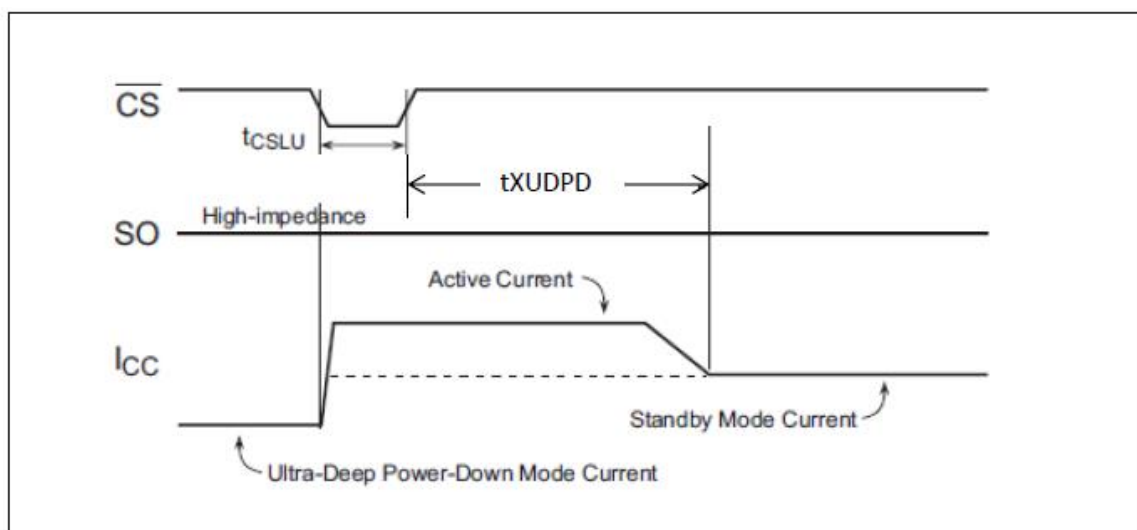 CS
tCSLU
tXUDPD
High-impedance
SO
Active Current
ICC
Standby Mode Current
Ultra-Deep Power-Down Mode Current